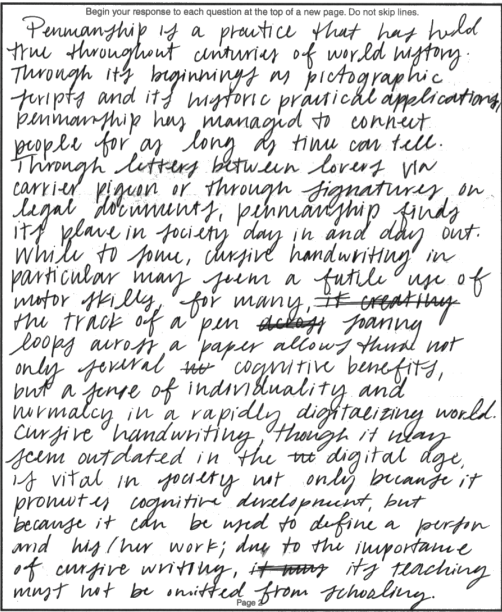 Begin your response to each question at the top of a new page. Do not skip lines.
Penmanship is a practice that has held
true throughout centuries of world history.
Through its beginnings as pictographic
scripts and its historic practical applications,
penmanship has managed to connect
people for as long as time can tell.
Through letters between lovers via
carrier pigeon or through signatures on
legal documents, penmanship finds
its place in society day in and day out.
While to some, cursive handwriting in
particular may seem a futile use of
motor skills, for many, it creating
the track of a pen across soaring
loops across a paper allows them not
only several cognitive benefits,
but a sense of individuality and
normalcy in a rapidly digitalizing world.
Cursive handwriting, though it may
seem outdated in the digital age,
is vital in society not only because it
promotes cognitive development, but
because it can be used to define a person
and his/her work; due to the importance
of cursive writing, it must its teaching
must not be omitted from schooling.
Page 2